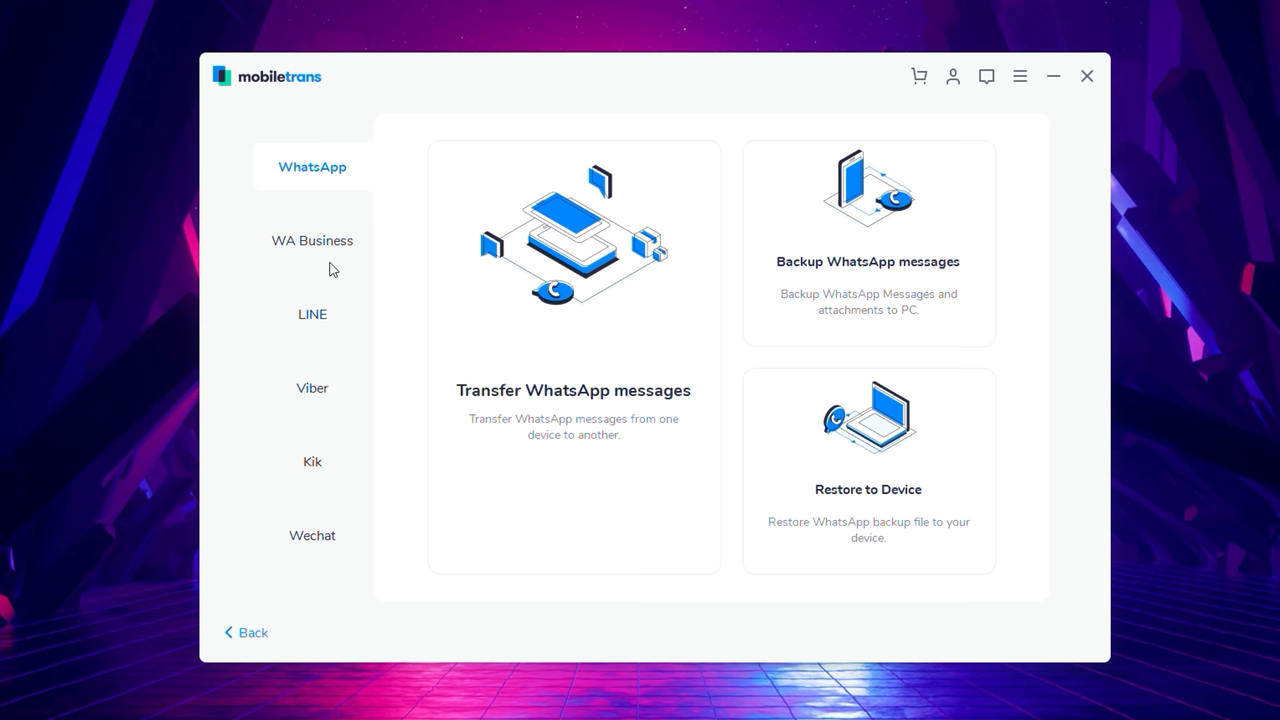 mobiletrans
WhatsApp
WA Business
LINE
Viber
Kik
Wechat
Back
Transfer WhatsApp messages
Transfer WhatsApp messages from one
device to another.
Backup WhatsApp messages
Backup WhatsApp Messages and
attachments to PC.
Restore to Device
Restore WhatsApp backup file to your
device.